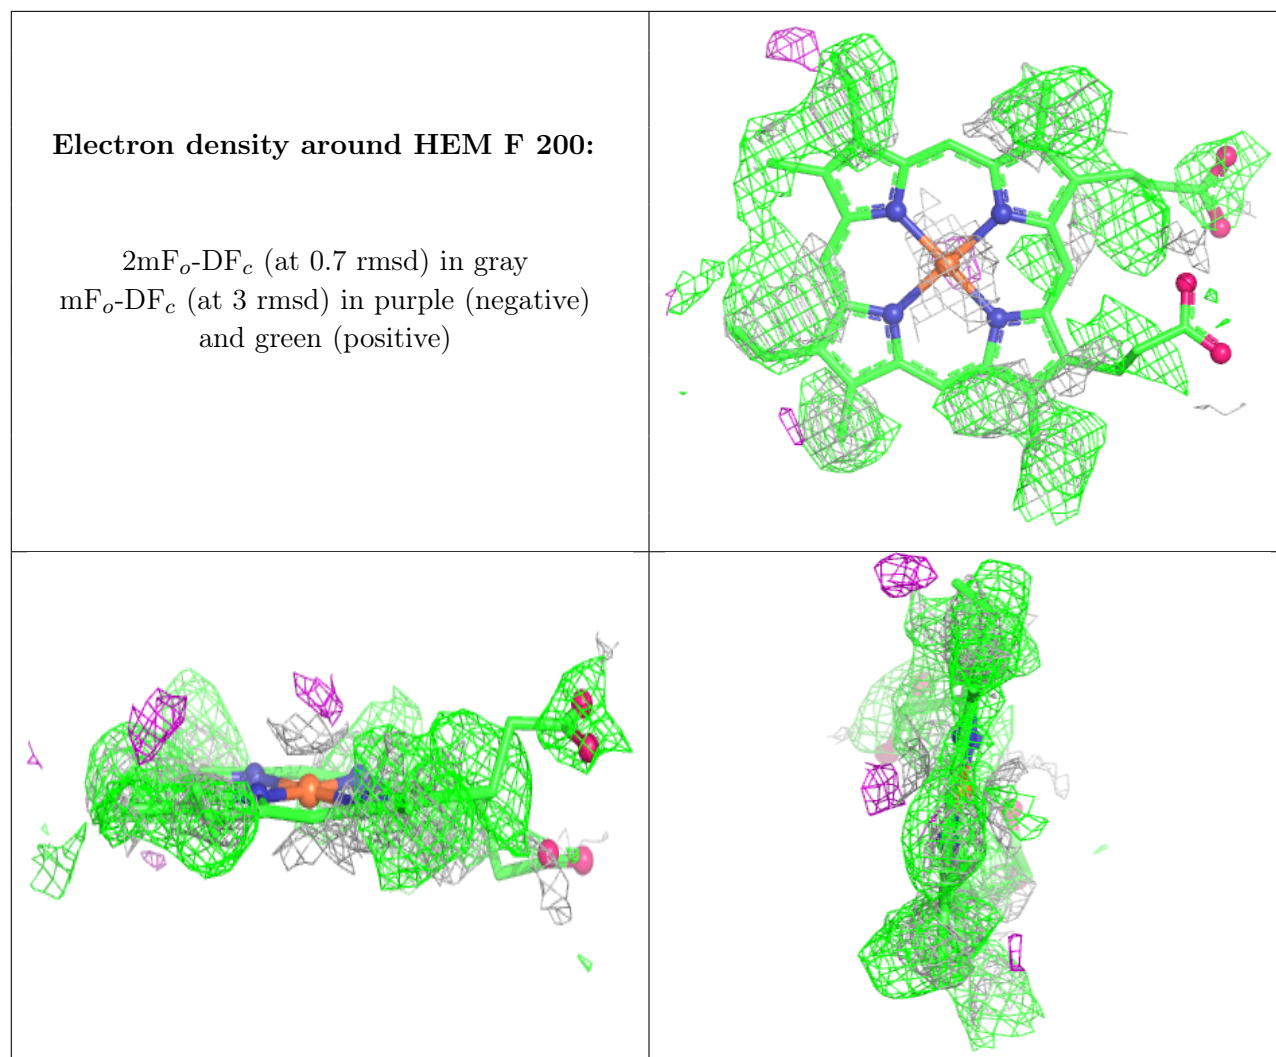 Electron density around HEM F 200:
2mFo-DFc (at 0.7 rmsd) in gray
mFo-DFc (at 3 rmsd) in purple (negative)
and green (positive)